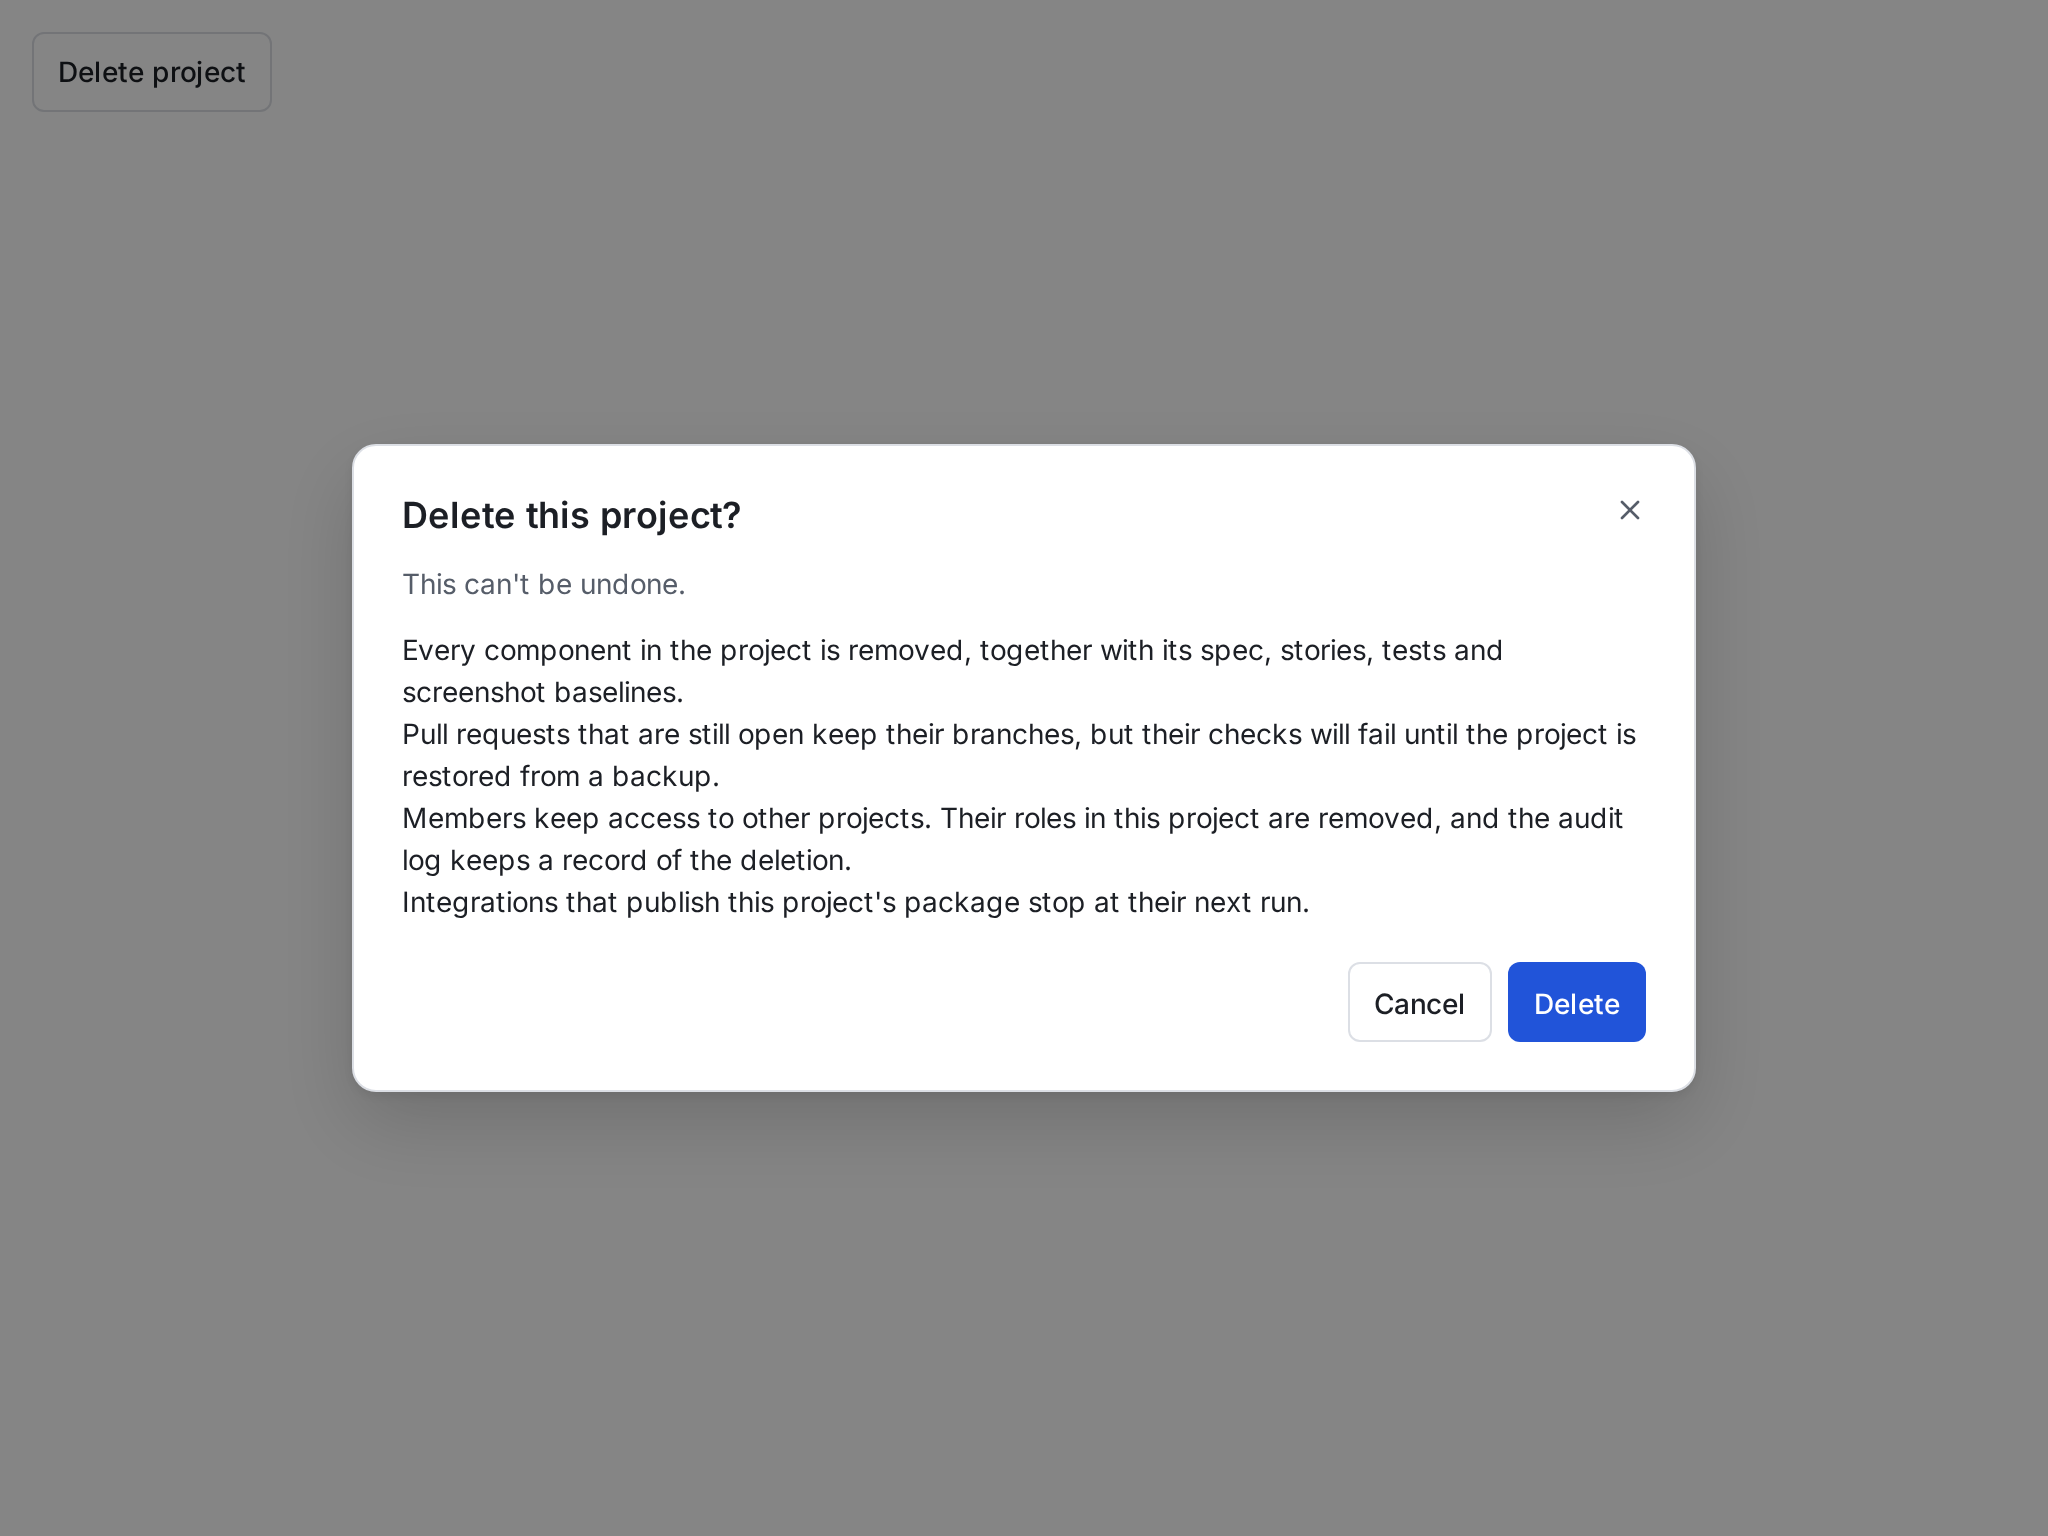 Delete project
Delete this project?
This can't be undone.
Every component in the project is removed, together with its spec, stories, tests and
screenshot baselines.
Pull requests that are still open keep their branches, but their checks will fail until the project is
restored from a backup.
Members keep access to other projects. Their roles in this project are removed, and the audit
log keeps a record of the deletion.
Integrations that publish this project's package stop at their next run.
Cancel
Delete